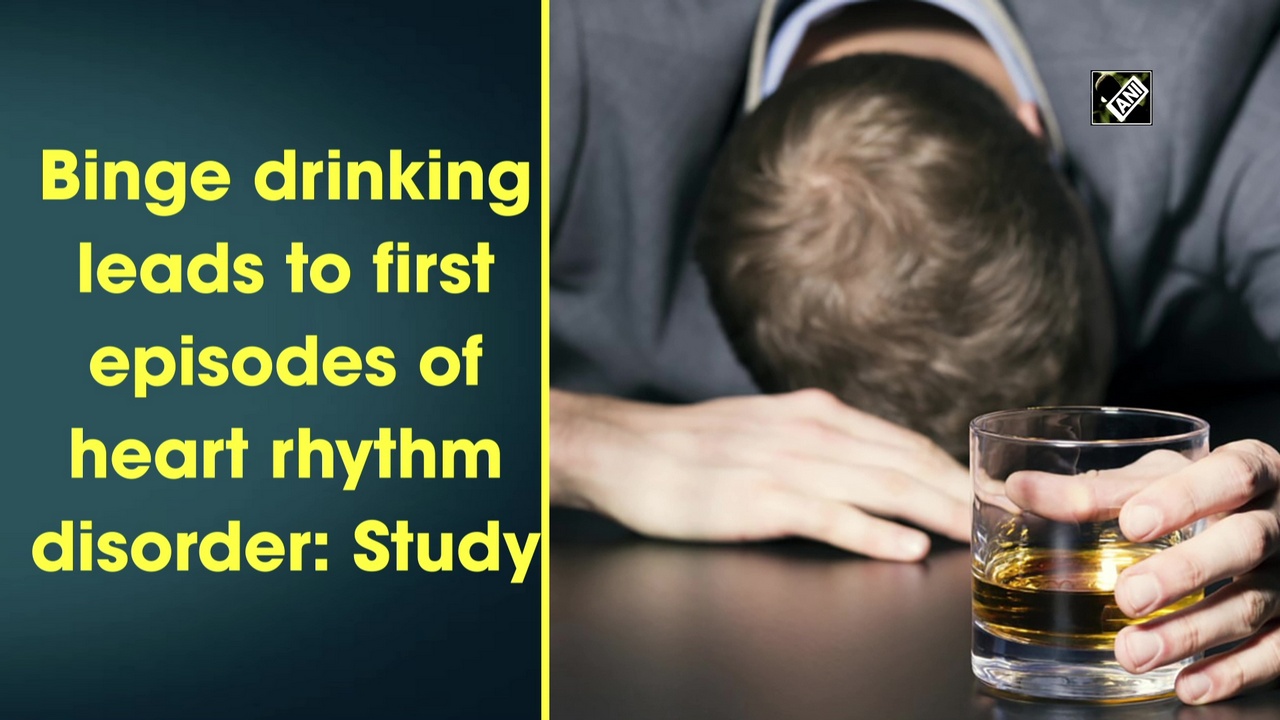 Binge drinking
leads to first
episodes of
heart rhythm
disorder: Study
ANI